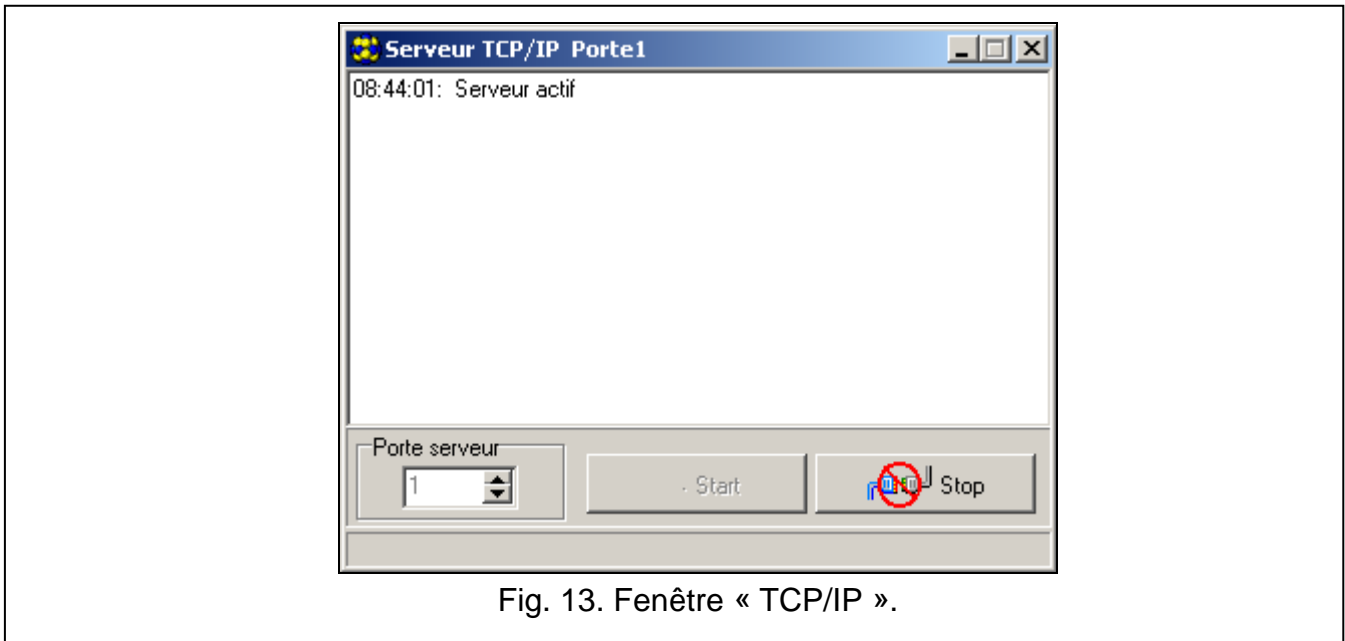 Serveur TCP/IP Porte1
08:44:01: Serveur actif
Porte serveur
1
Start
Stop
Fig. 13. Fenêtre « TCP/IP ».